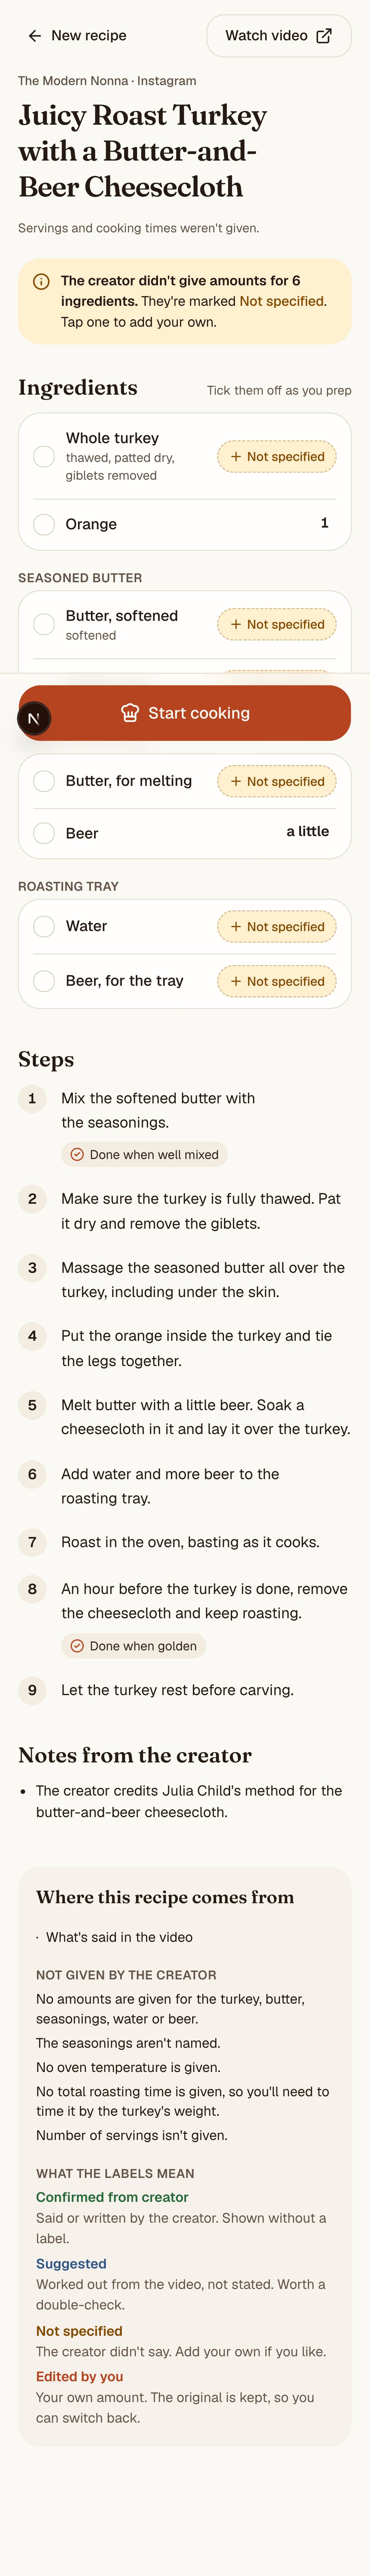 New recipe
Watch video
The Modern Nonna · Instagram
Juicy Roast Turkey
with a Butter-and-
Beer Cheesecloth
Servings and cooking times weren't given.
The creator didn't give amounts for 6
ingredients. They're marked Not specified.
Tap one to add your own.
Ingredients
Tick them off as you prep
Whole turkey
thawed, patted dry,
giblets removed
+ Not specified
Orange
1
SEASONED BUTTER
Butter, softened
softened
+ Not specified
N
Start cooking
Butter, for melting
+ Not specified
Beer
a little
ROASTING TRAY
Water
+ Not specified
Beer, for the tray
+ Not specified
Steps
1
Mix the softened butter with
the seasonings.
Done when well mixed
2
Make sure the turkey is fully thawed. Pat
it dry and remove the giblets.
3
Massage the seasoned butter all over the
turkey, including under the skin.
4
Put the orange inside the turkey and tie
the legs together.
5
Melt butter with a little beer. Soak a
cheesecloth in it and lay it over the turkey.
6
Add water and more beer to the
roasting tray.
7
Roast in the oven, basting as it cooks.
8
An hour before the turkey is done, remove
the cheesecloth and keep roasting.
Done when golden
9
Let the turkey rest before carving.
Notes from the creator
• The creator credits Julia Child's method for the
butter-and-beer cheesecloth.
Where this recipe comes from
· What's said in the video
NOT GIVEN BY THE CREATOR
No amounts are given for the turkey, butter,
seasonings, water or beer.
The seasonings aren't named.
No oven temperature is given.
No total roasting time is given, so you'll need to
time it by the turkey's weight.
Number of servings isn't given.
WHAT THE LABELS MEAN
Confirmed from creator
Said or written by the creator. Shown without a
label.
Suggested
Worked out from the video, not stated. Worth a
double-check.
Not specified
The creator didn't say. Add your own if you like.
Edited by you
Your own amount. The original is kept, so you
can switch back.